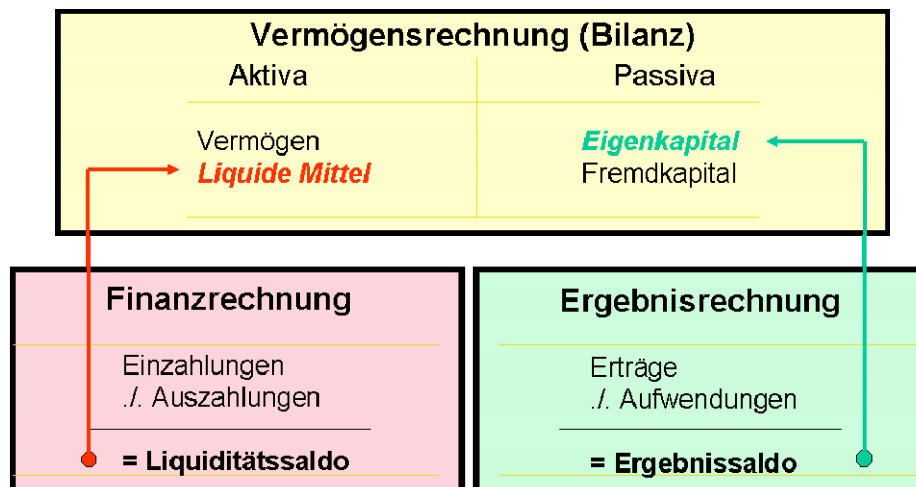 Vermögensrechnung (Bilanz)
Aktiva
Passiva
Vermögen
Liquide Mittel
Eigenkapital
Fremdkapital
Finanzrechnung
Einzahlungen
./. Auszahlungen
= Liquiditätssaldo
Ergebnisrechnung
Erträge
./. Aufwendungen
= Ergebnissaldo